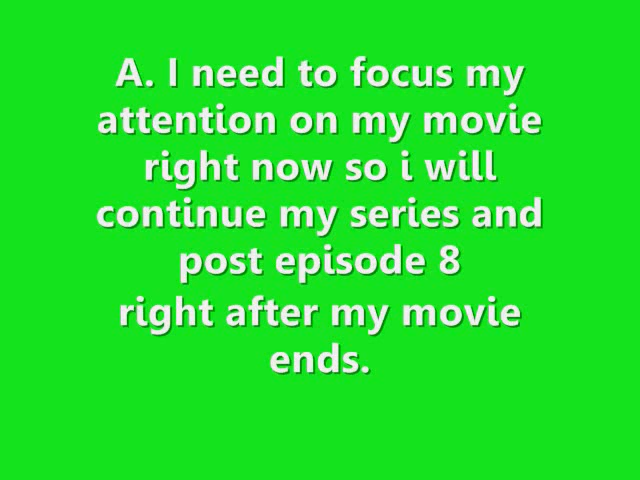 A. I need to focus my
attention on my movie
right now so i will
continue my series and
post episode 8
right after my movie
ends.